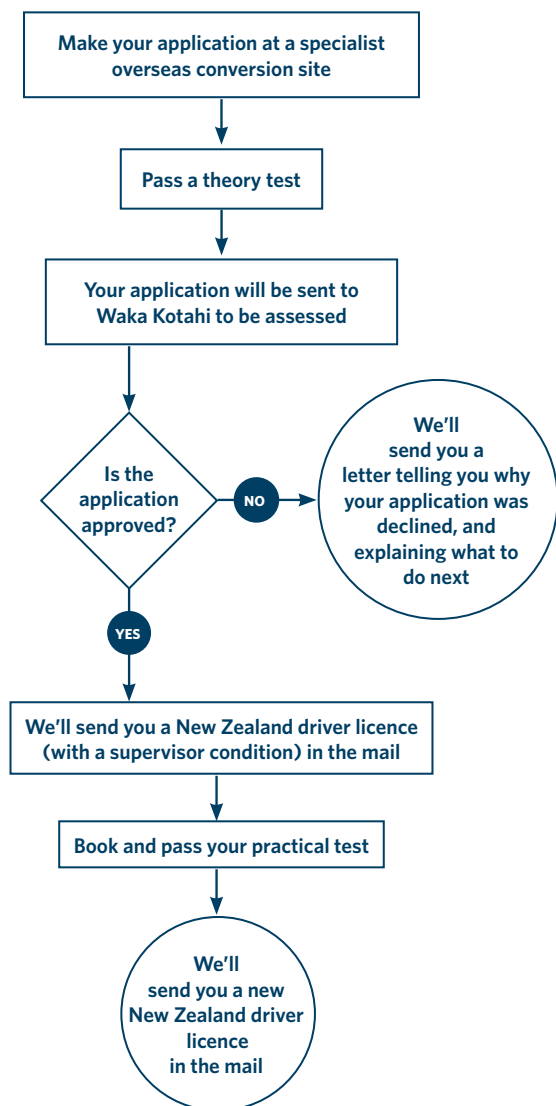 Make your application at a specialist
overseas conversion site
Pass a theory test
Your application will be sent to
Waka Kotahi to be assessed
Is the
application
approved?
NO
We’ll
send you a
letter telling you why
your application was
declined, and
explaining what to
do next
YES
We’ll send you a New Zealand driver licence
(with a supervisor condition) in the mail
Book and pass your practical test
We’ll
send you a new
New Zealand driver
licence
in the mail